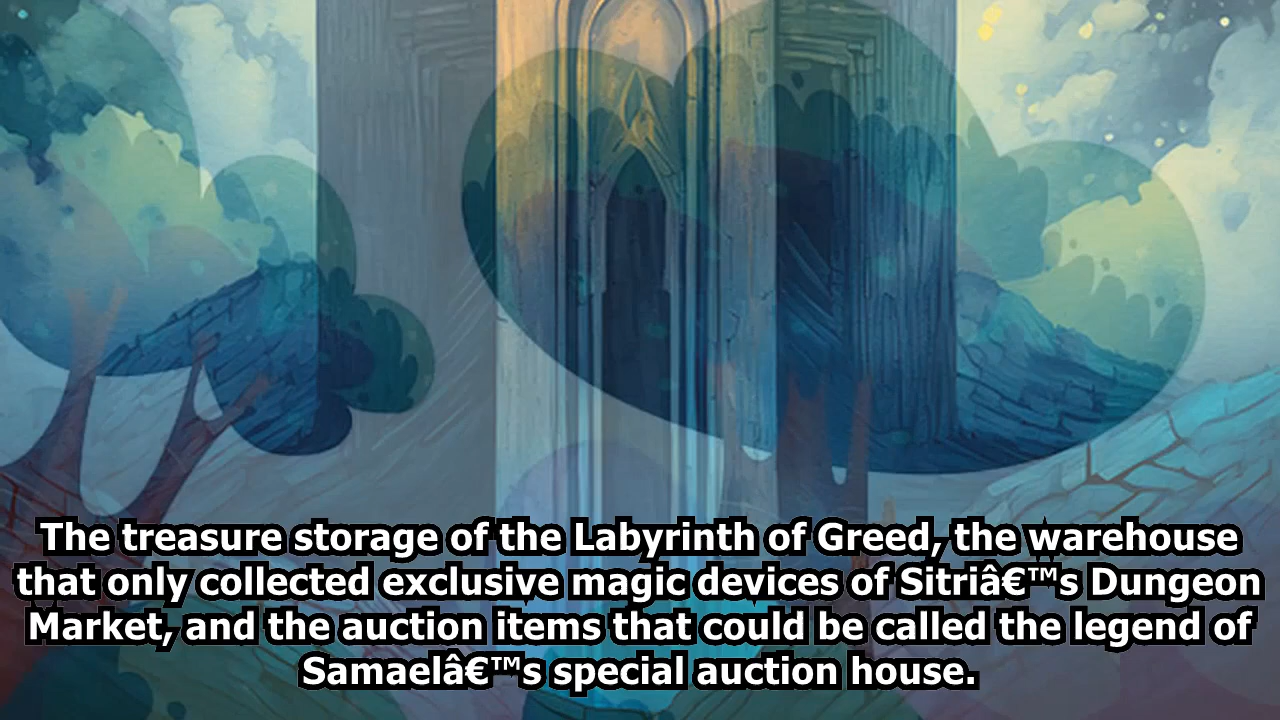 The treasure storage of the Labyrinth of Greed, the warehouse
that only collected exclusive magic devices of Sitriâ€™s Dungeon
Market, and the auction items that could be called the legend of
Samaelâ€™s special auction house.